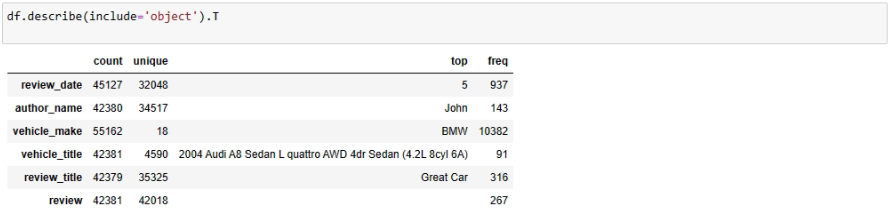 df.describe(include='object').T
count unique top freq
review_date 45127 32048 5 937
author_name 42380 34517 John 143
vehicle_make 55162 18 BMW 10382
vehicle_title 42381 4590 2004 Audi A8 Sedan L quattro AWD 4dr Sedan (4.2L 8cyl 6A) 91
review_title 42379 35325 Great Car 316
review 42381 42018 267